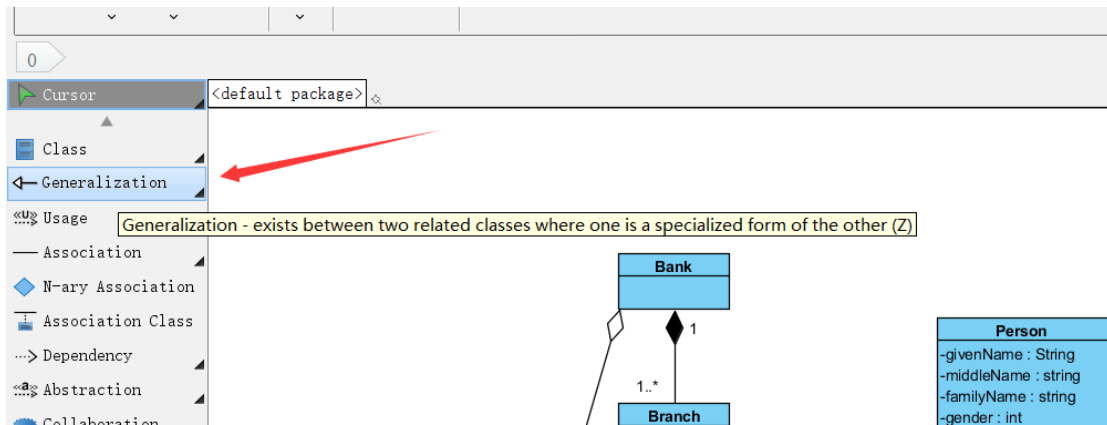 0
Cursor
<default package>
Class
Generalization
«U» Usage
Generalization - exists between two related classes where one is a specialized form of the other (Z)
Association
Bank
N-ary Association
Association Class
1
Person
-givenName : String
Dependency
-middleName : string
«a» Abstraction
1..*
-familyName : string
Branch
-gender : int
Collaboration